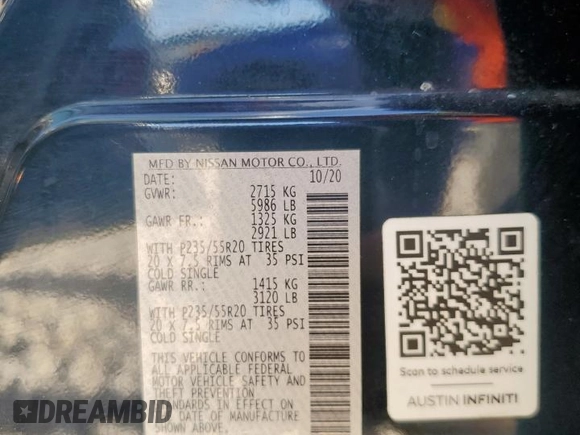 MFD BY NISSAN MOTOR CO., LTD.
DATE: 10/20
GVWR: 2715 KG
5986 LB
GAWR FR.: 1325 KG
2921 LB
WITH P235/55R20 TIRES
20 X 7.5 RIMS AT 35 PSI
COLD SINGLE
GAWR RR.: 1415 KG
3120 LB
WITH P235/55R20 TIRES
20 X 7.5 RIMS AT 35 PSI
COLD SINGLE
THIS VEHICLE CONFORMS TO
ALL APPLICABLE FEDERAL
MOTOR VEHICLE SAFETY AND
THEFT PREVENTION
STANDARDS IN EFFECT ON
THE DATE OF MANUFACTURE
SHOWN ABOVE.
Scan to schedule service
AUSTIN INFINITI
DREAMBID